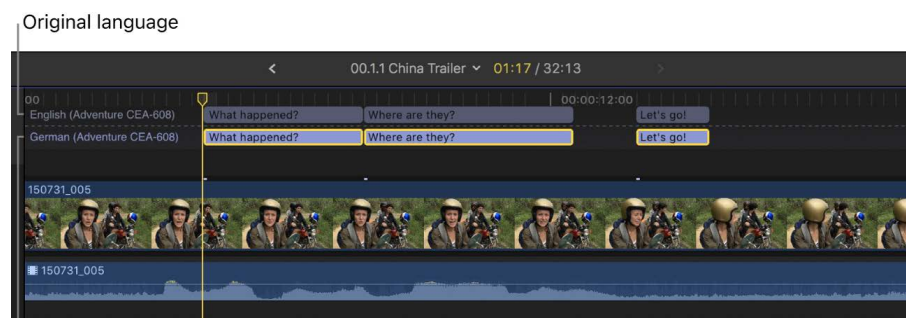 Original language
00.1.1 China Trailer 01:17 / 32:13
00 00:00:12:00
English (Adventure CEA-608) What happened? Where are they? Let's go!
German (Adventure CEA-608) What happened? Where are they? Let's go!
150731_005
150731_005